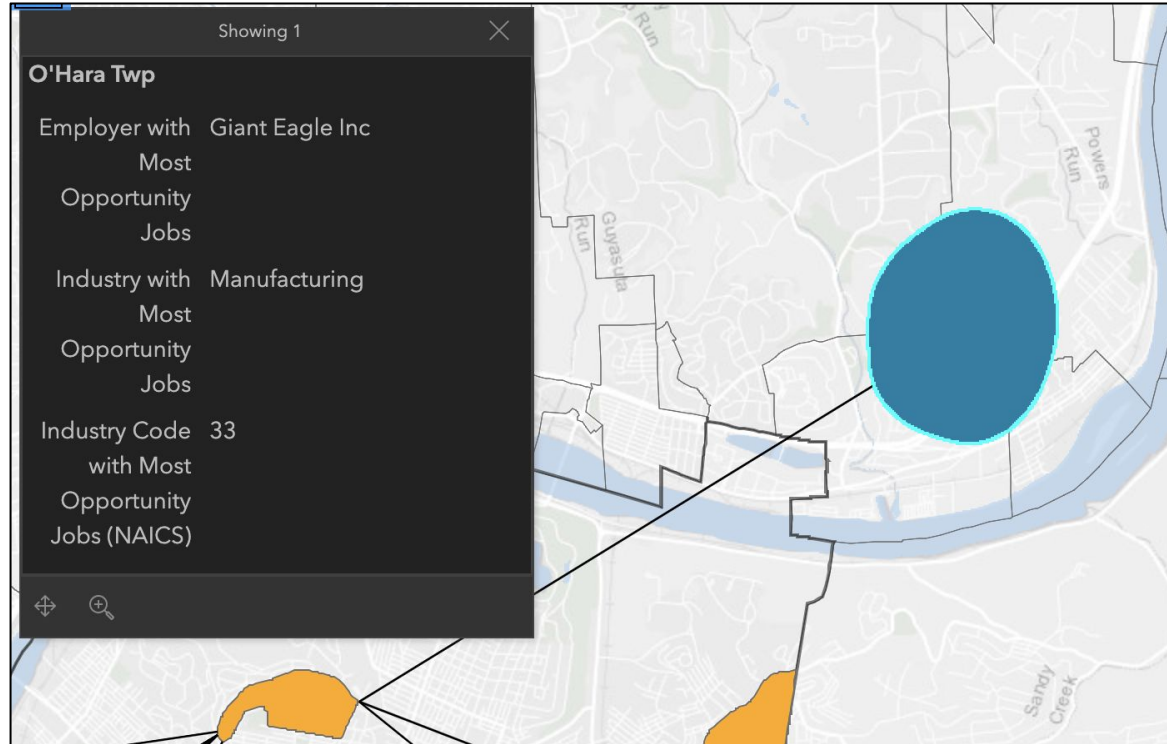 Showing 1
O'Hara Twp
Employer with Giant Eagle Inc
Most
Opportunity
Jobs
Industry with Manufacturing
Most
Opportunity
Jobs
Industry Code 33
with Most
Opportunity
Jobs (NAICS)
Run
Guyasuta
Run
Powers
Run
Sandy
Creek